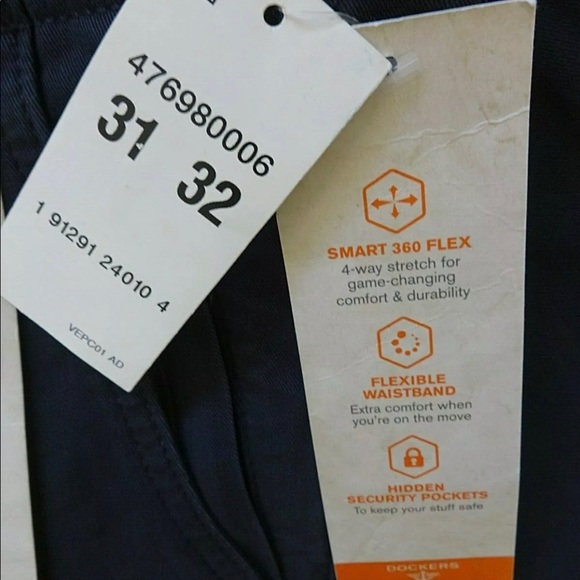 476980006
31 32
1 91291 24010 4
VEPC01 AD
SMART 360 FLEX
4-way stretch for
game-changing
comfort & durability
FLEXIBLE
WAISTBAND
Extra comfort when
you're on the move
HIDDEN
SECURITY POCKETS
To keep your stuff safe
DOCKERS